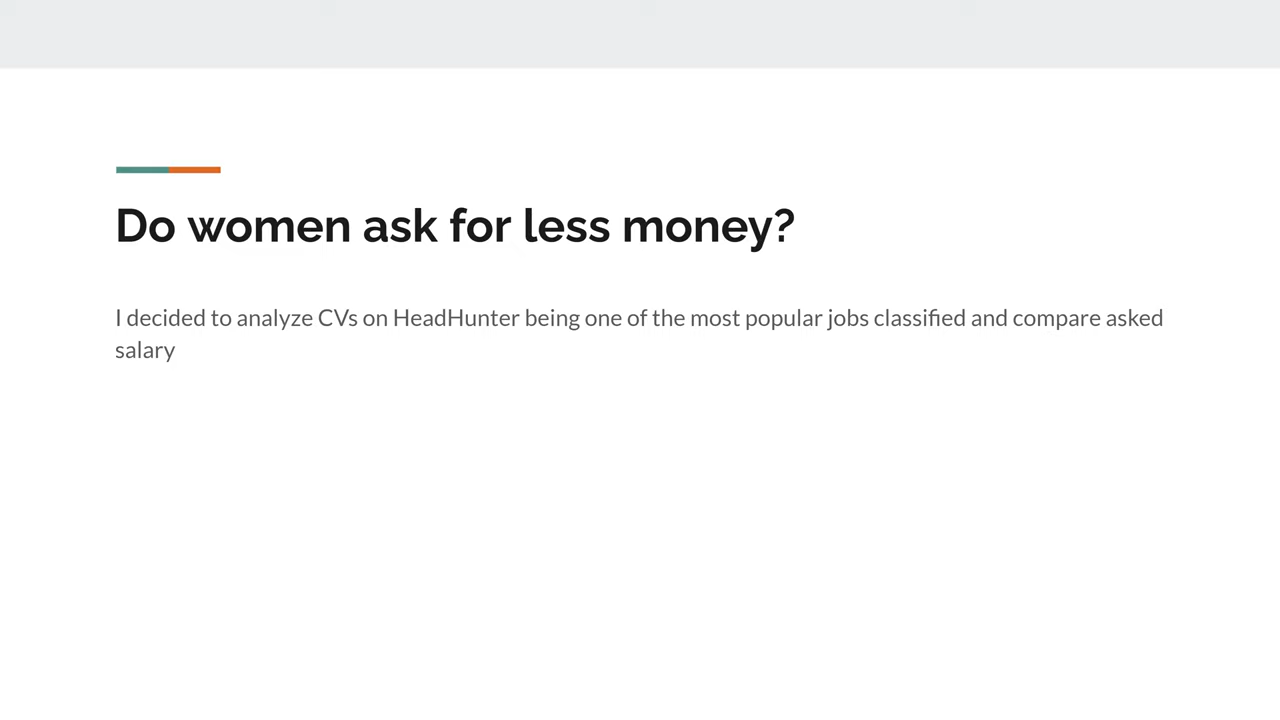 Do women ask for less money?
I decided to analyze CVs on HeadHunter being one of the most popular jobs classified and compare asked
salary